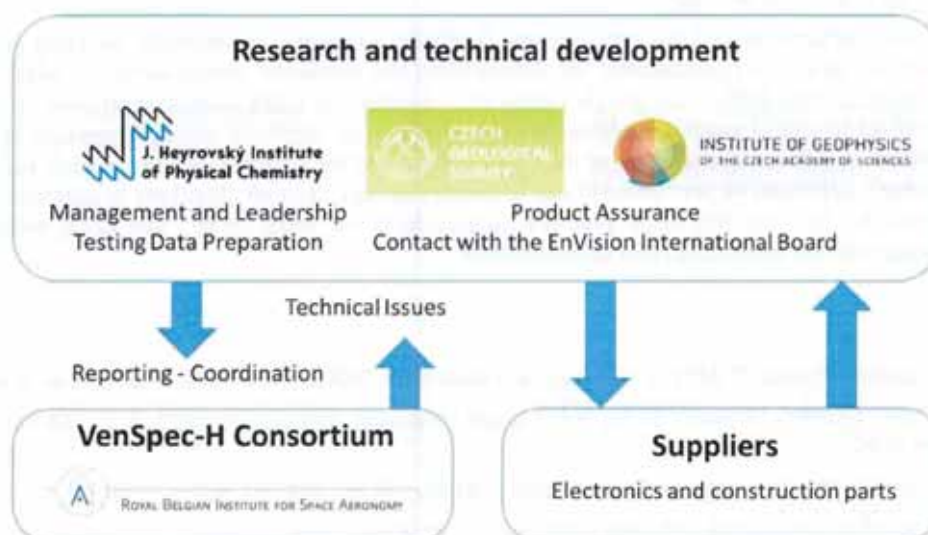 Research and technical development
J. Heyrovský Institute
of Physical Chemistry
CZECH
GEOLOGICAL
SURVEY
INSTITUTE OF GEOPHYSICS
OF THE CZECH ACADEMY OF SCIENCES
Management and Leadership
Testing Data Preparation
Product Assurance
Contact with the EnVision International Board
Technical Issues
Reporting - Coordination
VenSpec-H Consortium
ROYAL BELGIAN INSTITUTE FOR SPACE AERONOMY
Suppliers
Electronics and construction parts